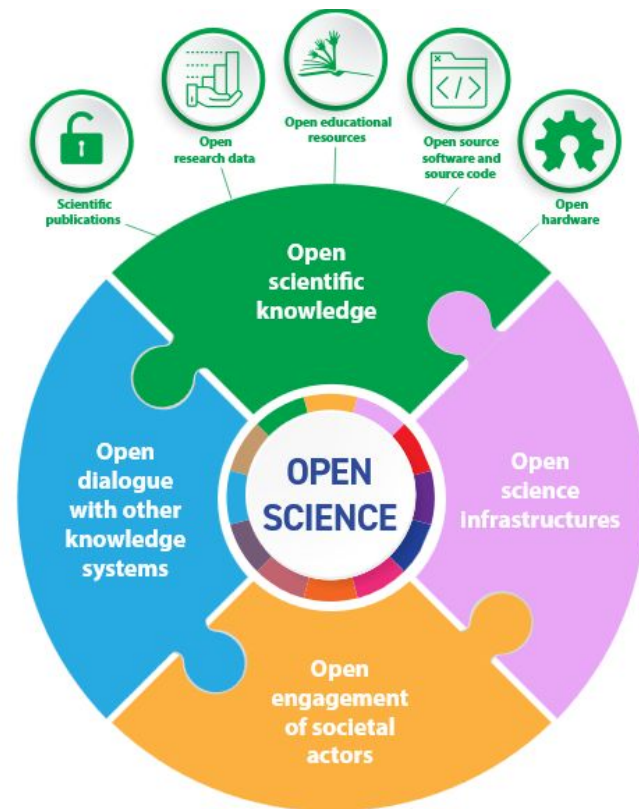 Scientific
publications
Open
research data
Open educational
resources
Open source
software and
source code
</>
Open
hardware
Open
scientific
knowledge
Open
dialogue
with other
knowledge
systems
OPEN
SCIENCE
Open
science
infrastructures
Open
engagement
of societal
actors